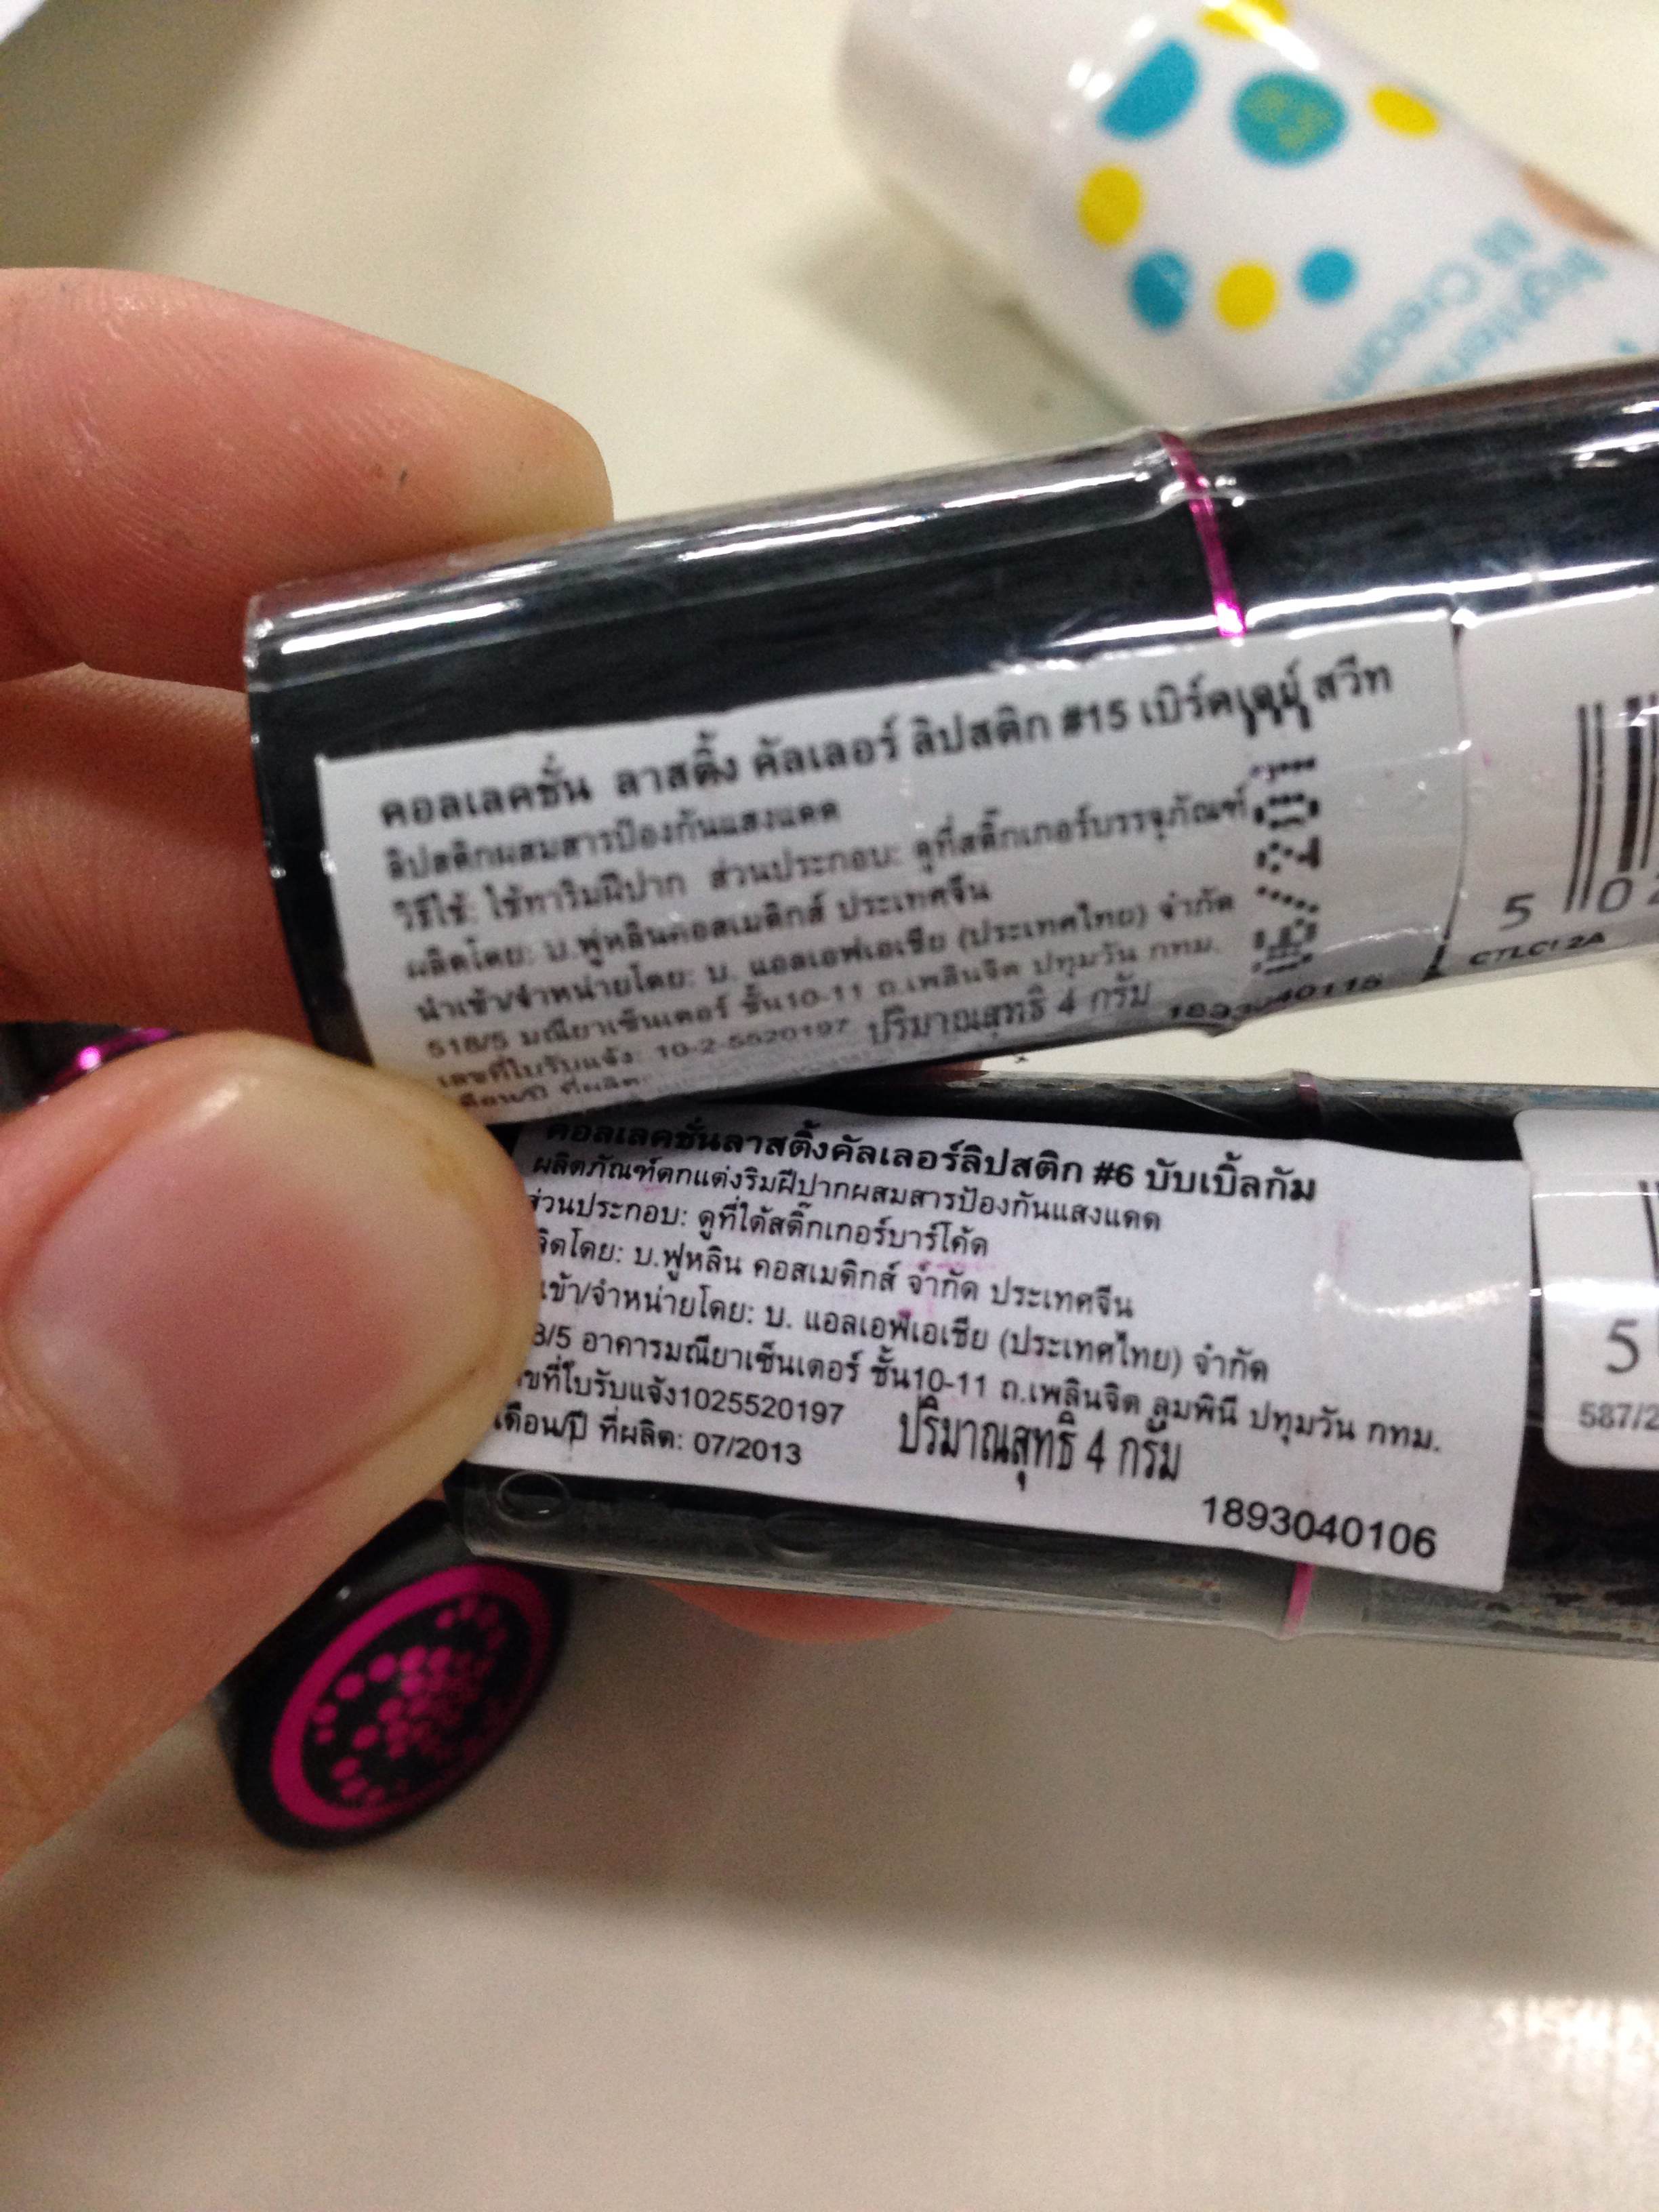 BB Cream
คอลเลคชั่น ลาสติ้ง คัลเลอร์ ลิปสติก #15 เบิร์ดเดย์ สวีท
ลิปสติกผสมสารป้องกันแสงแดด
วิธีใช้: ใช้ทาริมฝีปาก ส่วนประกอบ: ดูที่สติ๊กเกอร์บรรจุภัณฑ์
ผลิตโดย: บ.ฟูหลินคอสเมติกส์ ประเทศจีน
นำเข้า/จำหน่ายโดย: บ. แอลเอฟเอเชีย (ประเทศไทย) จำกัด
518/5 มณียาเซ็นเตอร์ ชั้น10-11 ถ.เพลินจิต ปทุมวัน กทม.
เลขที่ใบรับแจ้ง: 10-2-5520197 ปริมาณสุทธิ 4 กรัม 1893040115
เดือน/ปี ที่ผลิต:
5 02
CTLC12A
คอลเลคชั่นลาสติ้งคัลเลอร์ลิปสติก #6 บับเบิ้ลกัม
ผลิตภัณฑ์ตกแต่งริมฝีปากผสมสารป้องกันแสงแดด
ส่วนประกอบ: ดูที่ใต้สติ๊กเกอร์บาร์โค้ด
ลิตโดย: บ.ฟูหลิน คอสเมติกส์ จำกัด ประเทศจีน
เข้า/จำหน่ายโดย: บ. แอลเอฟเอเชีย (ประเทศไทย) จำกัด
8/5 อาคารมณียาเซ็นเตอร์ ชั้น10-11 ถ.เพลินจิต ลุมพินี ปทุมวัน กทม.
ขที่ใบรับแจ้ง1025520197 ปริมาณสุทธิ 4 กรัม
เดือน/ปี ที่ผลิต: 07/2013
1893040106
5
587/2